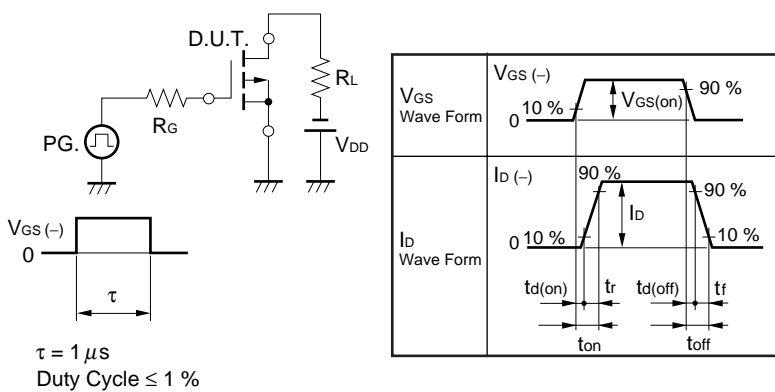 D.U.T.
RL
RG
PG.
VDD
VGS (−)
0
τ
τ = 1 μs
Duty Cycle ≤ 1 %
VGS
Wave Form
VGS (−)
10 %
0
VGS(on)
90 %
ID
Wave Form
ID (−)
90 %
90 %
ID
0 10 %
10 %
td(on) tr td(off) tf
ton toff